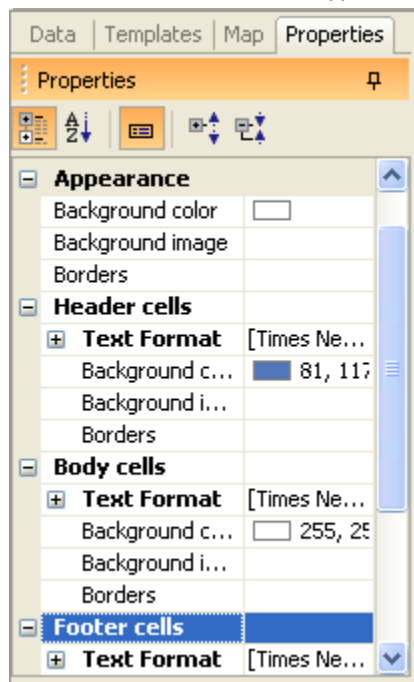 Data Templates Map Properties
Properties
A
Z
Appearance
Background color
Background image
Borders
Header cells
Text Format [Times Ne...
Background c... 81, 117
Background i...
Borders
Body cells
Text Format [Times Ne...
Background c... 255, 25
Background i...
Borders
Footer cells
Text Format [Times Ne...